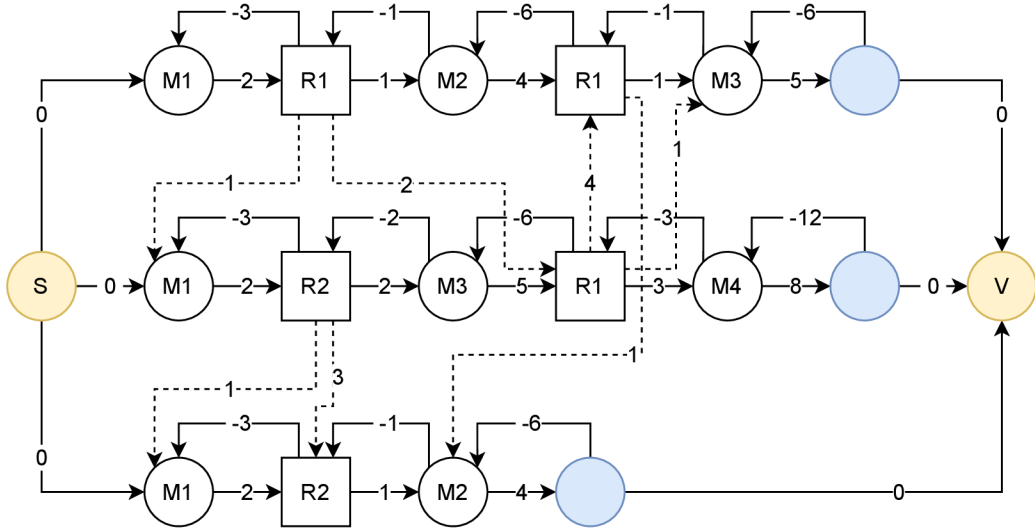 -3 -1 -6 -1 -6
M1 2 R1 1 M2 4 R1 1 M3 5
0 0
1 2 4 1
-3 -2 -6 -3 -12
S 0 M1 2 R2 2 M3 5 R1 3 M4 8 0 V
1 3 1
-3 -1 -6
0
M1 2 R2 1 M2 4 0